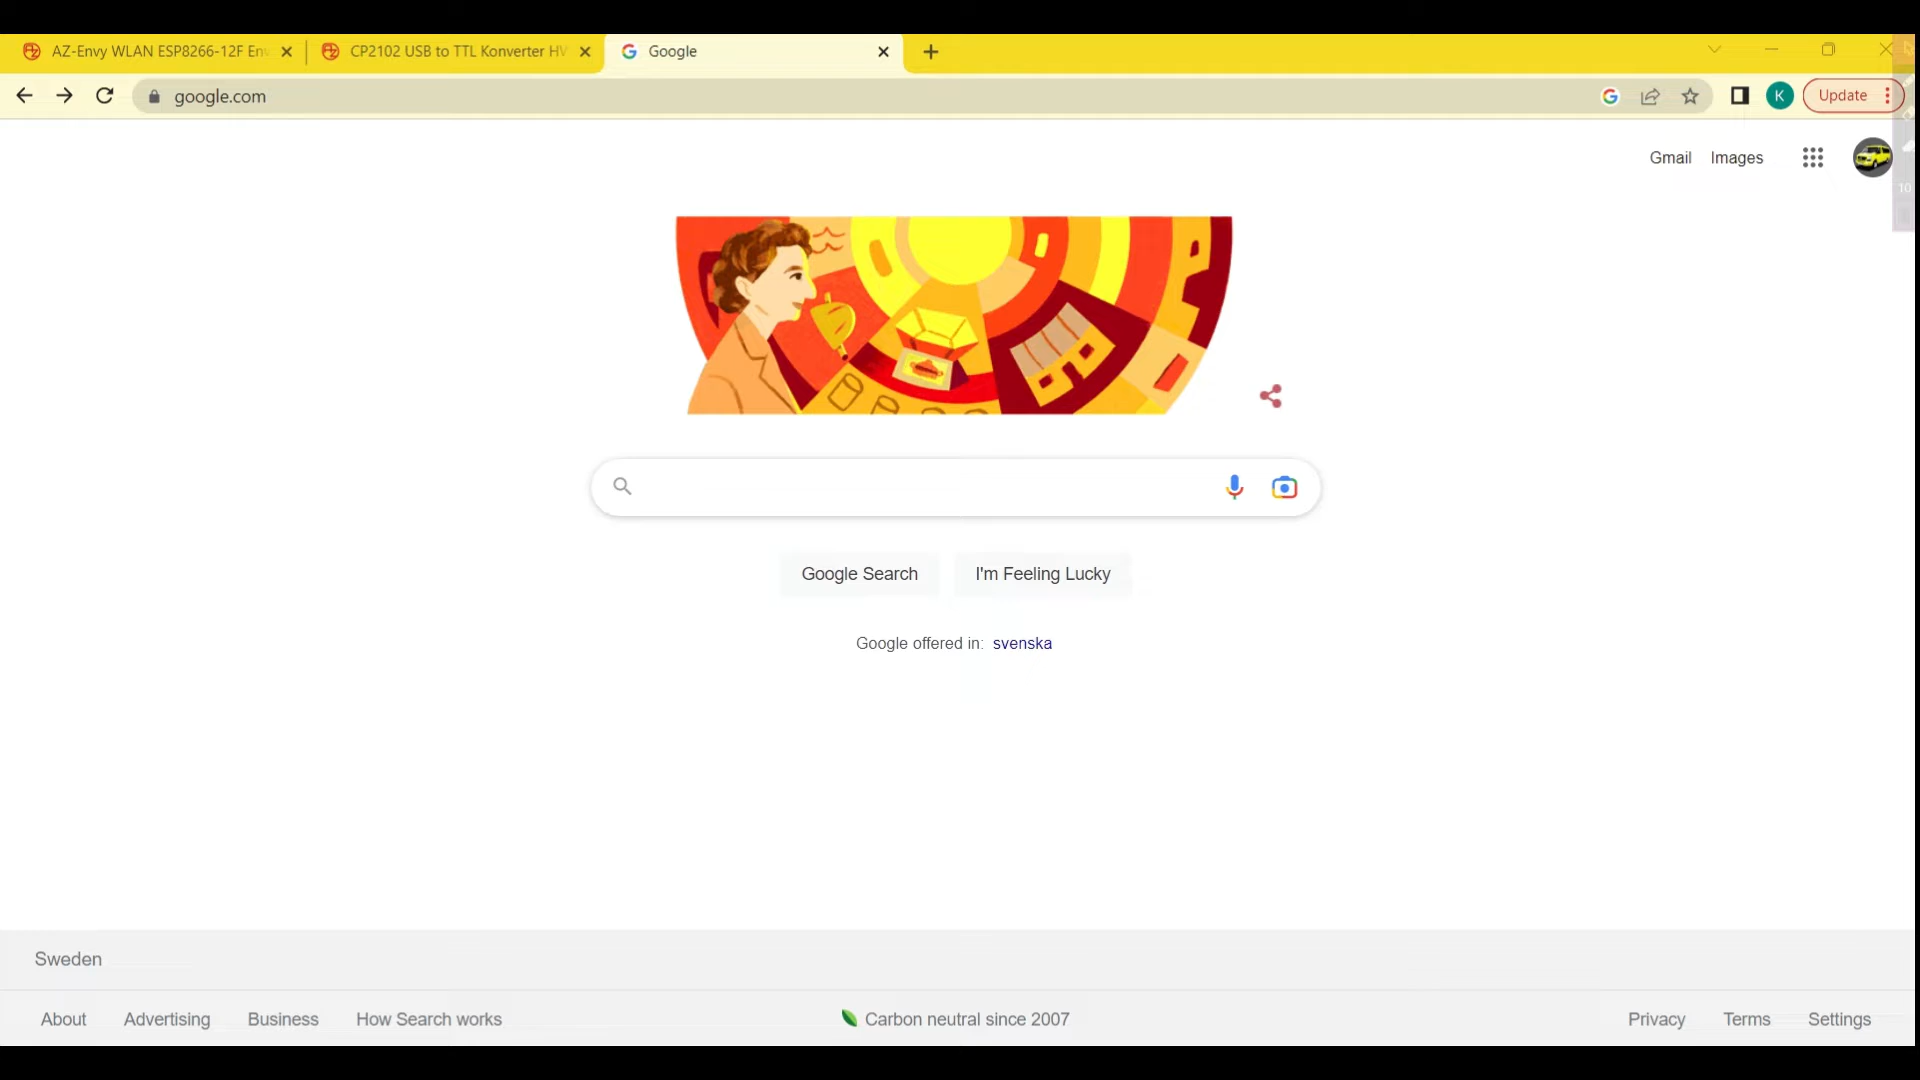 AZ-Envy WLAN ESP8266-12F Env
CP2102 USB to TTL Konverter HW
Google
google.com
K
Update
Gmail
Images
10
Google Search
I'm Feeling Lucky
Google offered in: svenska
Sweden
About
Advertising
Business
How Search works
Carbon neutral since 2007
Privacy
Terms
Settings